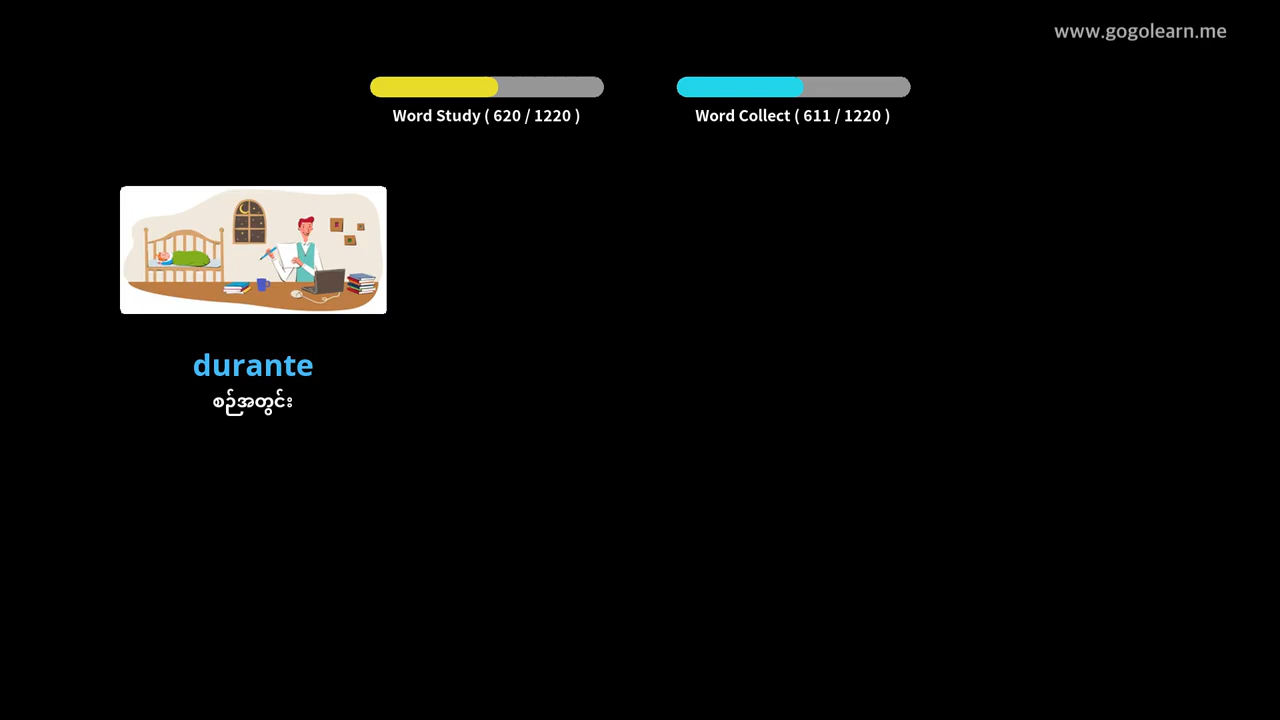 www.gogolearn.me
Word Study ( 620 / 1220 )
Word Collect ( 611 / 1220 )
durante
စဉ်အတွင်း